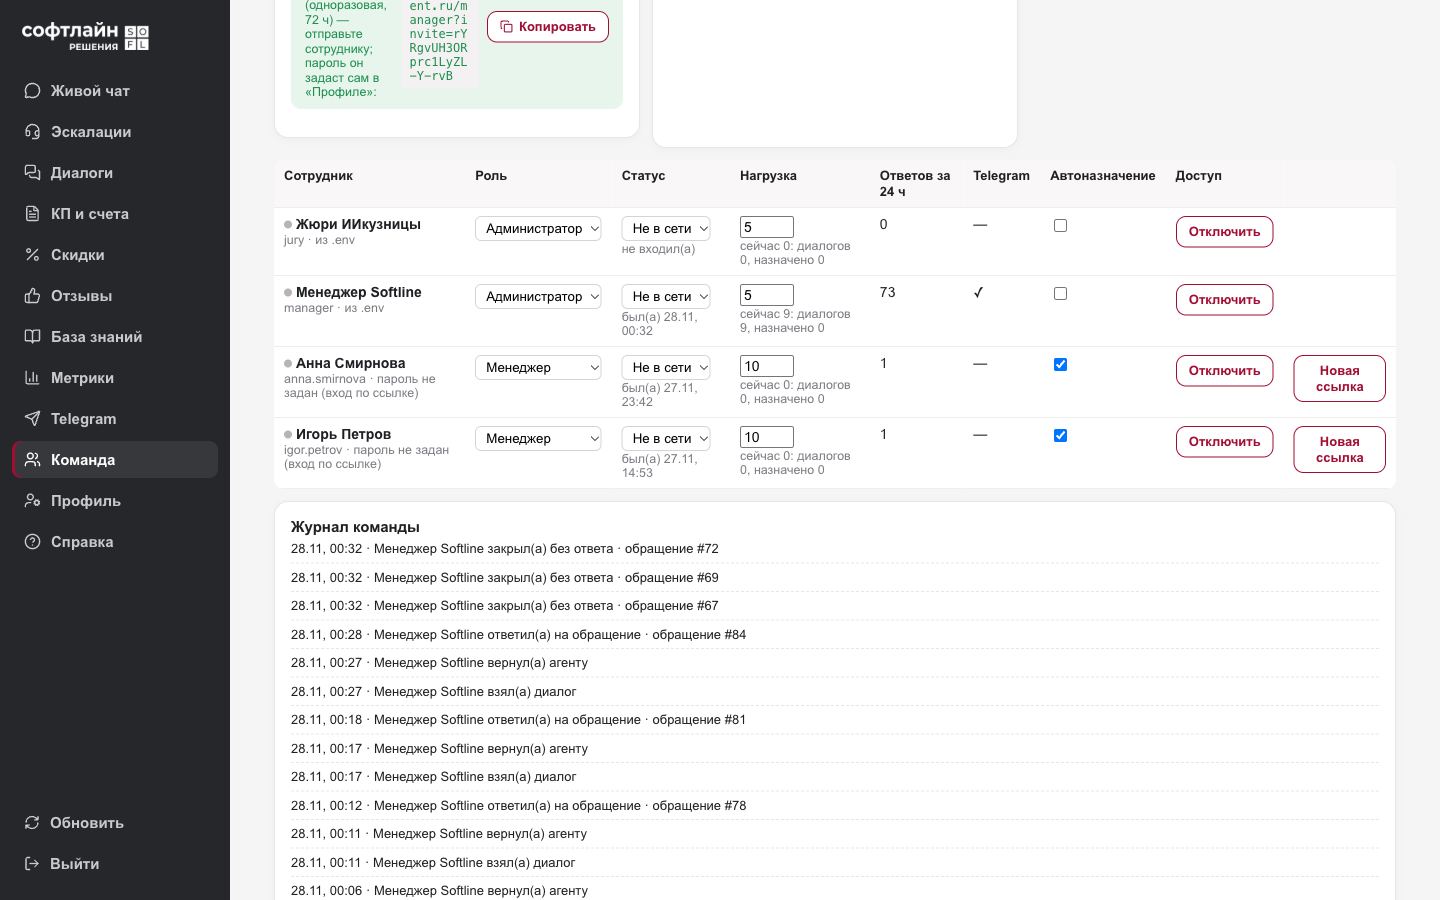 софтлайн
РЕШЕНИЯ
SO
FL
Живой чат
Эскалации
Диалоги
КП и счета
Скидки
Отзывы
База знаний
Метрики
Telegram
Команда
Профиль
Справка
Обновить
Выйти
(одноразовая,
72 ч) —
отправьте
сотруднику;
пароль он
задаст сам в
«Профиле»:
ent.ru/m
anager?i
nvite=rY
RgvUH3OR
prc1LyZL
-Y-rvB
Копировать
Сотрудник Роль Статус Нагрузка Ответов за 24 ч Telegram Автоназначение Доступ
Жюри ИИкузницы Администратор Не в сети 5 0 — Отключить
jury · из .env не входил(а) сейчас 0: диалогов
0, назначено 0
Менеджер Softline Администратор Не в сети 5 73 ✓ Отключить
manager · из .env был(а) 28.11, сейчас 9: диалогов
00:32 9, назначено 0
Анна Смирнова Менеджер Не в сети 10 1 — Отключить Новая ссылка
anna.smirnova · пароль не был(а) 27.11, сейчас 0: диалогов
задан (вход по ссылке) 23:42 0, назначено 0
Игорь Петров Менеджер Не в сети 10 1 — Отключить Новая ссылка
igor.petrov · пароль не задан был(а) 27.11, сейчас 0: диалогов
(вход по ссылке) 14:53 0, назначено 0
Журнал команды
28.11, 00:32 · Менеджер Softline закрыл(а) без ответа · обращение #72
28.11, 00:32 · Менеджер Softline закрыл(а) без ответа · обращение #69
28.11, 00:32 · Менеджер Softline закрыл(а) без ответа · обращение #67
28.11, 00:28 · Менеджер Softline ответил(а) на обращение · обращение #84
28.11, 00:27 · Менеджер Softline вернул(а) агенту
28.11, 00:27 · Менеджер Softline взял(а) диалог
28.11, 00:18 · Менеджер Softline ответил(а) на обращение · обращение #81
28.11, 00:17 · Менеджер Softline вернул(а) агенту
28.11, 00:17 · Менеджер Softline взял(а) диалог
28.11, 00:12 · Менеджер Softline ответил(а) на обращение · обращение #78
28.11, 00:11 · Менеджер Softline вернул(а) агенту
28.11, 00:11 · Менеджер Softline взял(а) диалог
28.11, 00:06 · Менеджер Softline вернул(а) агенту